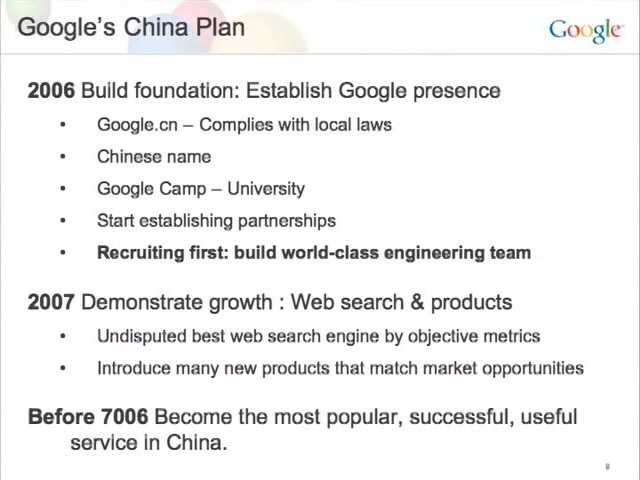 Google's China Plan
Google
2006 Build foundation: Establish Google presence
• Google.cn – Complies with local laws
• Chinese name
• Google Camp – University
• Start establishing partnerships
• Recruiting first: build world-class engineering team
2007 Demonstrate growth : Web search & products
• Undisputed best web search engine by objective metrics
• Introduce many new products that match market opportunities
Before 7006 Become the most popular, successful, useful
service in China.